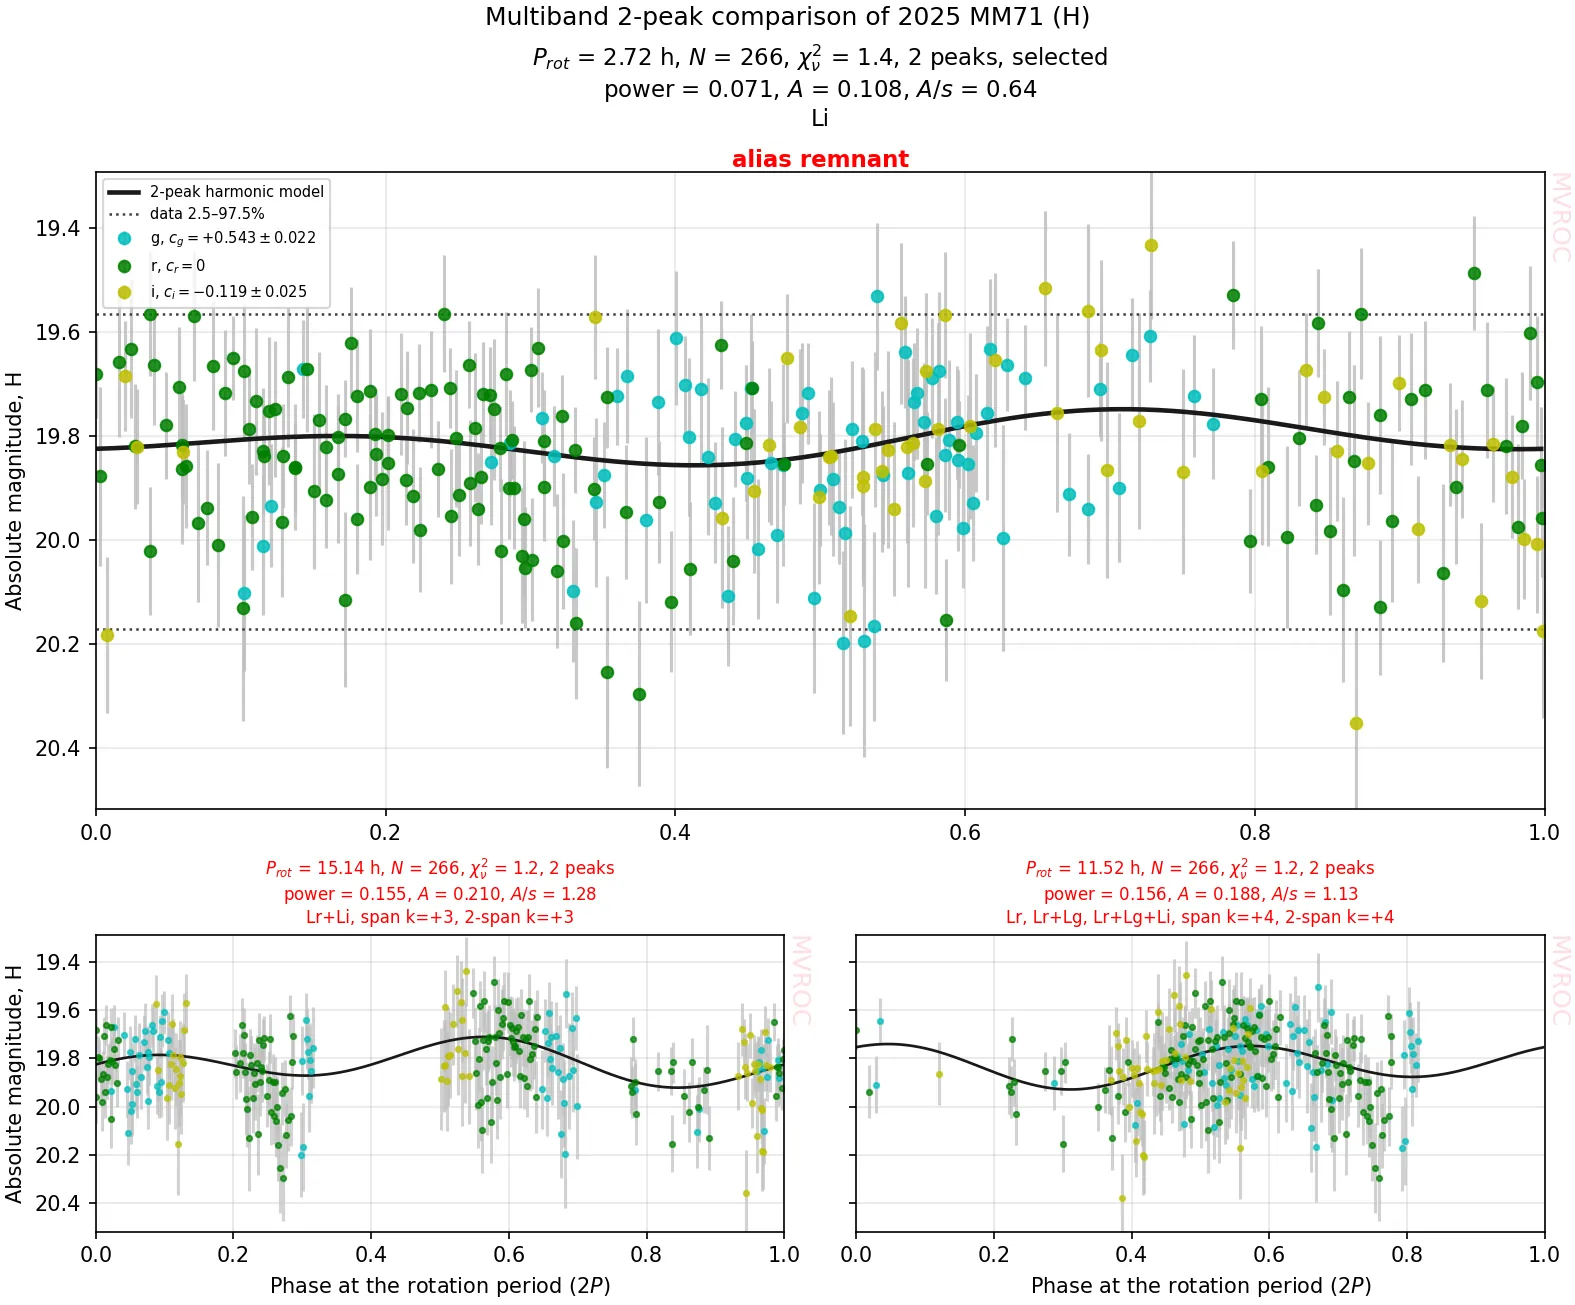 Multiband 2-peak comparison of 2025 MM71 (H)
P_rot = 2.72 h, N = 266, χ²_ν = 1.4, 2 peaks, selected
power = 0.071, A = 0.108, A/s = 0.64
Li
alias remnant
2-peak harmonic model
data 2.5–97.5%
g, c_g = +0.543 ± 0.022
r, c_r = 0
i, c_i = −0.119 ± 0.025
MVROC
Absolute magnitude, H
19.4
19.6
19.8
20.0
20.2
20.4
0.0 0.2 0.4 0.6 0.8 1.0
P_rot = 15.14 h, N = 266, χ²_ν = 1.2, 2 peaks
power = 0.155, A = 0.210, A/s = 1.28
Lr+Li, span k=+3, 2-span k=+3
MVROC
Absolute magnitude, H
19.4
19.6
19.8
20.0
20.2
20.4
0.0 0.2 0.4 0.6 0.8 1.0
Phase at the rotation period (2P)
P_rot = 11.52 h, N = 266, χ²_ν = 1.2, 2 peaks
power = 0.156, A = 0.188, A/s = 1.13
Lr, Lr+Lg, Lr+Lg+Li, span k=+4, 2-span k=+4
MVROC
0.0 0.2 0.4 0.6 0.8 1.0
Phase at the rotation period (2P)